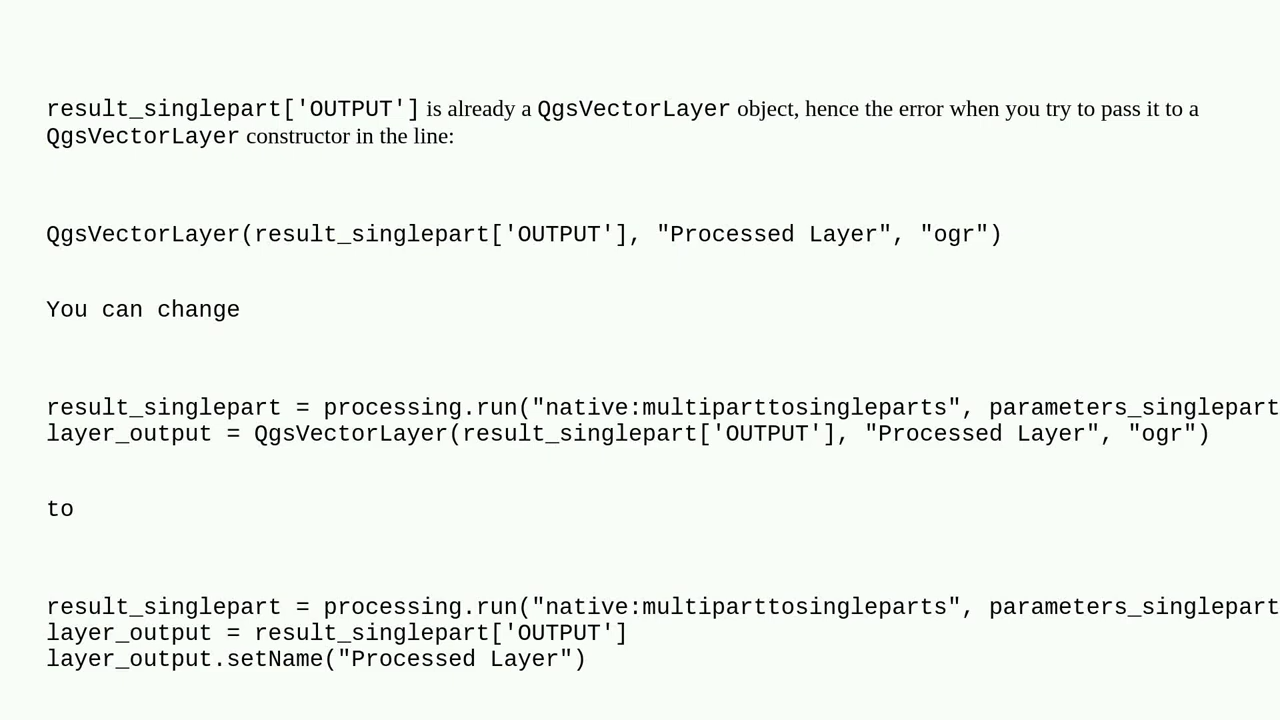 result_singlepart['OUTPUT'] is already a QgsVectorLayer object, hence the error when you try to pass it to a
QgsVectorLayer constructor in the line:
QgsVectorLayer(result_singlepart['OUTPUT'], "Processed Layer", "ogr")
You can change
result_singlepart = processing.run("native:multiparttosingleparts", parameters_singlepart
layer_output = QgsVectorLayer(result_singlepart['OUTPUT'], "Processed Layer", "ogr")
to
result_singlepart = processing.run("native:multiparttosingleparts", parameters_singlepart
layer_output = result_singlepart['OUTPUT']
layer_output.setName("Processed Layer")